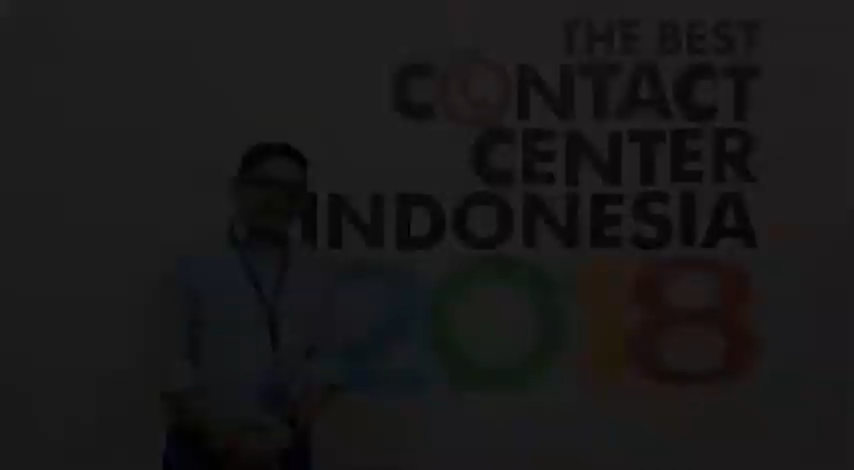 THE BEST
CONTACT
CENTER
INDONESIA
2018